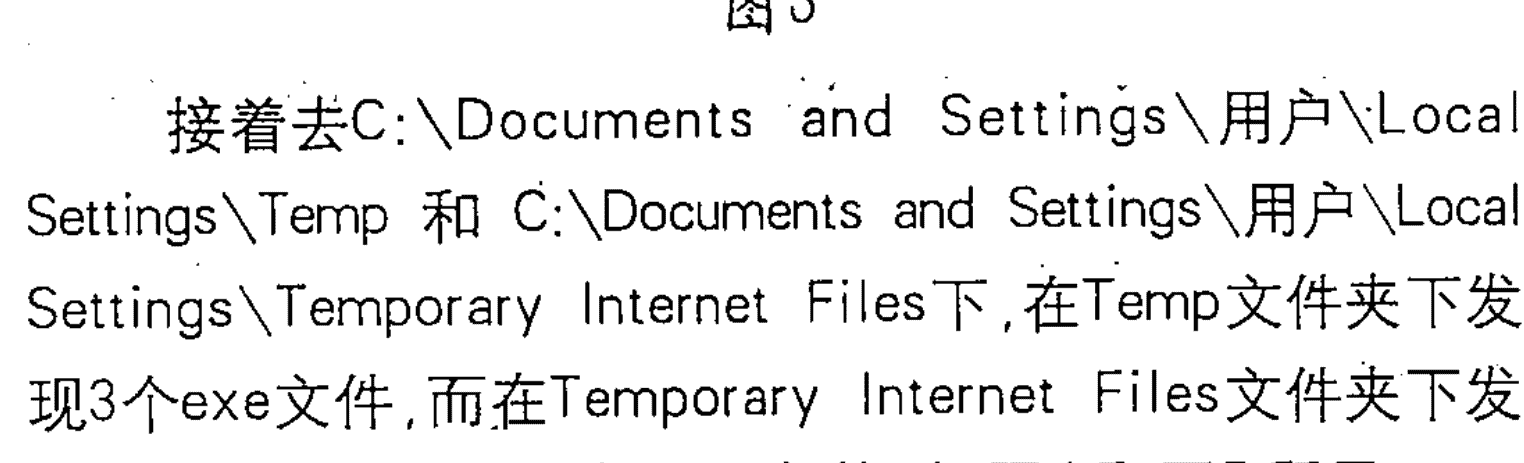 图
接着去C:\Documents and Settings\用户\Local
Settings\Temp 和 C:\Documents and Settings\用户\Local
Settings\Temporary Internet Files下,在Temp文件夹下发
现3个exe文件,而在Temporary Internet Files文件夹下发